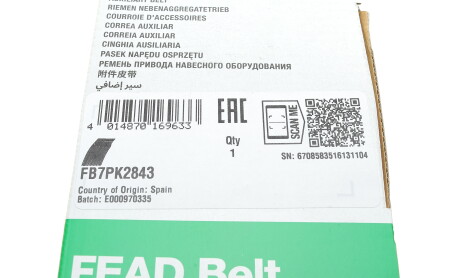 AUXILIARY BELT
RIEMEN NEBENAGGREGATETRIEB
COURROIE D'ACCESSOIRES
CORREA AUXILIAR
CORREIA AUXILIAR
CINGHIA AUSILIARIA
PASEK NAPĘDU OSPRZĘTU
РЕМЕНЬ ПРИВОДА НАВЕСНОГО ОБОРУДОВАНИЯ
附件皮带
سير إضافي
4 014870 169633
EAC
Qty
1
SCAN ME
SN: 6708583516131104
FB7PK2843
Country of Origin: Spain
Batch: E000970335
FEAD Belt